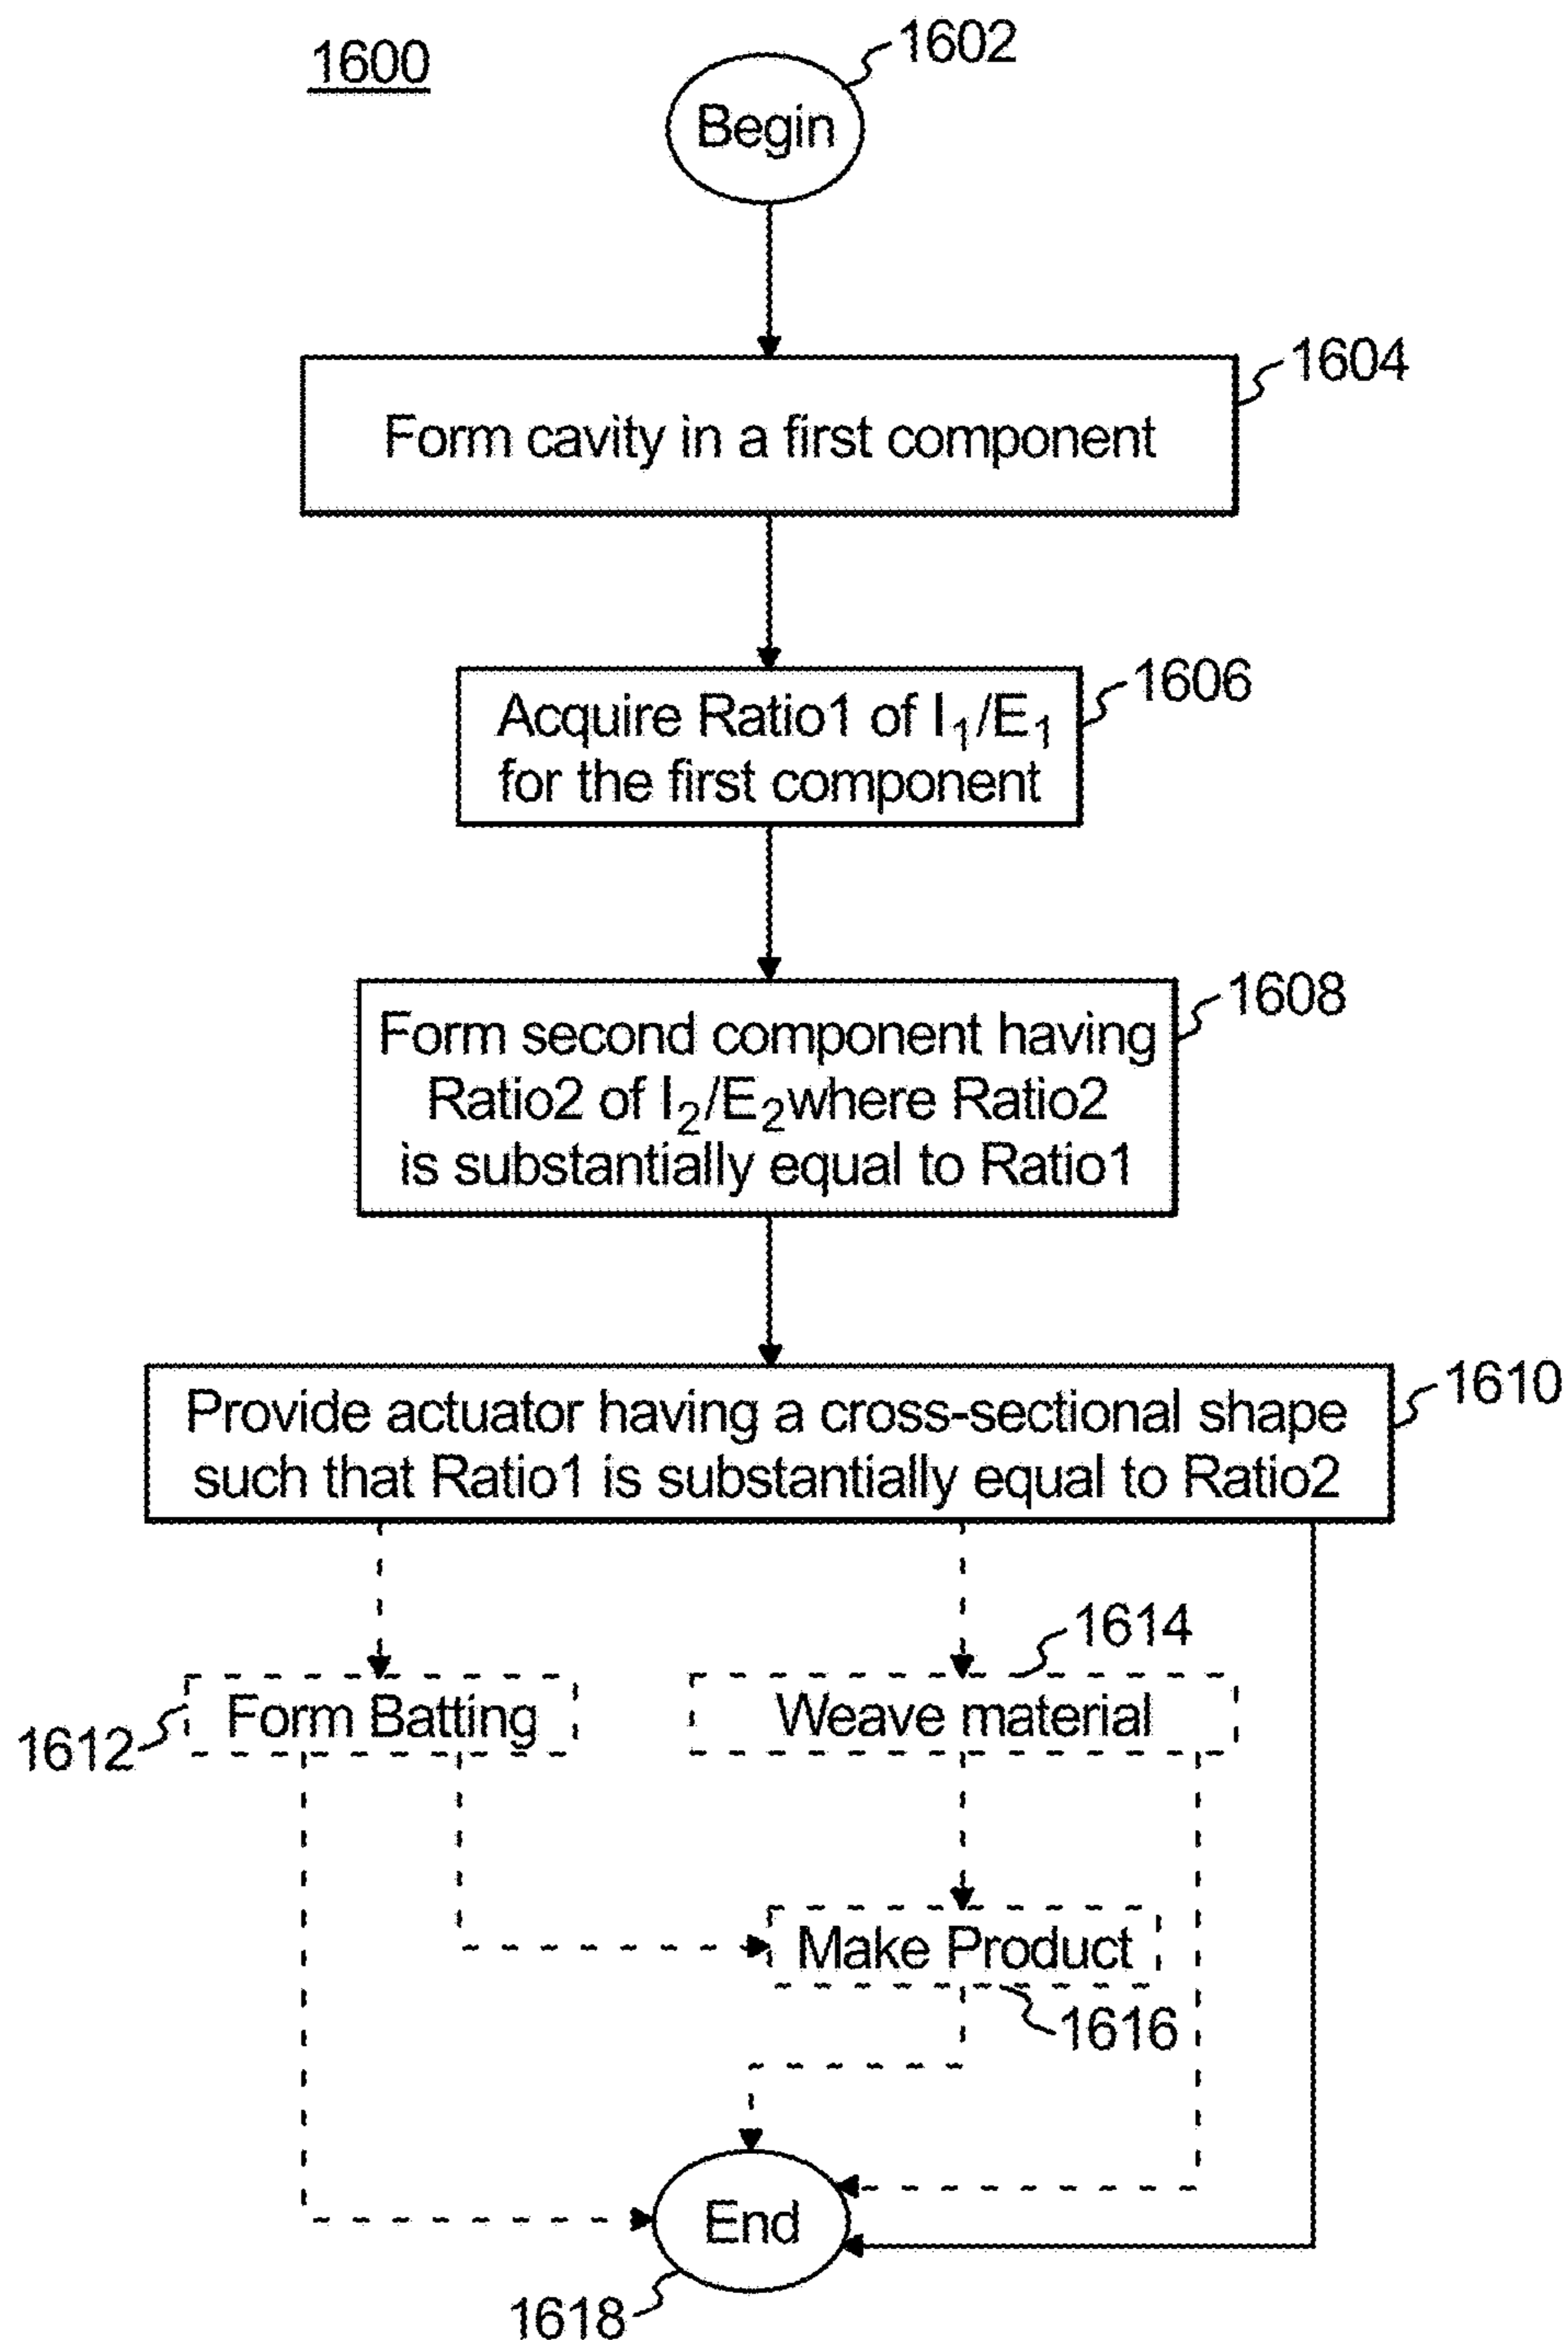 1600
1602
Begin
1604
Form cavity in a first component
1606
Acquire Ratio1 of I₁/E₁
for the first component
1608
Form second component having
Ratio2 of I₂/E₂where Ratio2
is substantially equal to Ratio1
1610
Provide actuator having a cross-sectional shape
such that Ratio1 is substantially equal to Ratio2
1614
Form Batting
Weave material
1612
Make Product
1616
End
1618